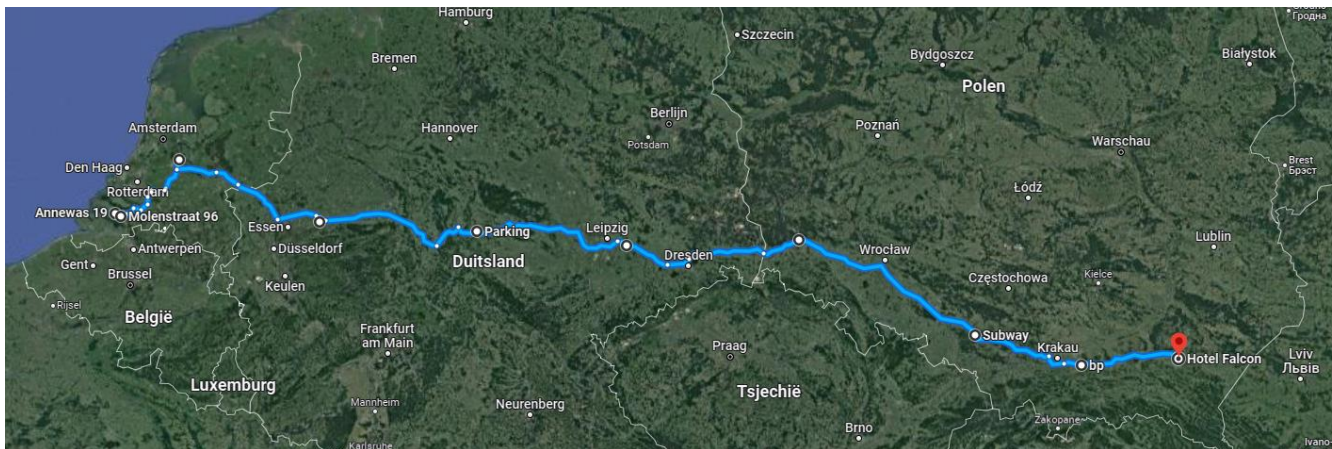 Hamburg
Szczecin
Гродна
Bremen
Bydgoszcz
Białystok
Polen
Amsterdam
Hannover
Berlijn
Potsdam
Poznań
Warschau
Den Haag
Rotterdam
Brest
Брэст
Łódź
Annewas 19
Molenstraat 96
Essen
Parking
Leipzig
Lublin
Antwerpen
Düsseldorf
Duitsland
Dresden
Wrocław
Gent
Brussel
Keulen
Częstochowa
Kielce
Rijsel
België
Frankfurt
am Main
Praag
Subway
Krakau
bp
Hotel Falcon
Lviv
Львів
Luxemburg
Tsjechië
Mannheim
Neurenberg
Zakopane
Brno
Karlsruhe
Ivano-